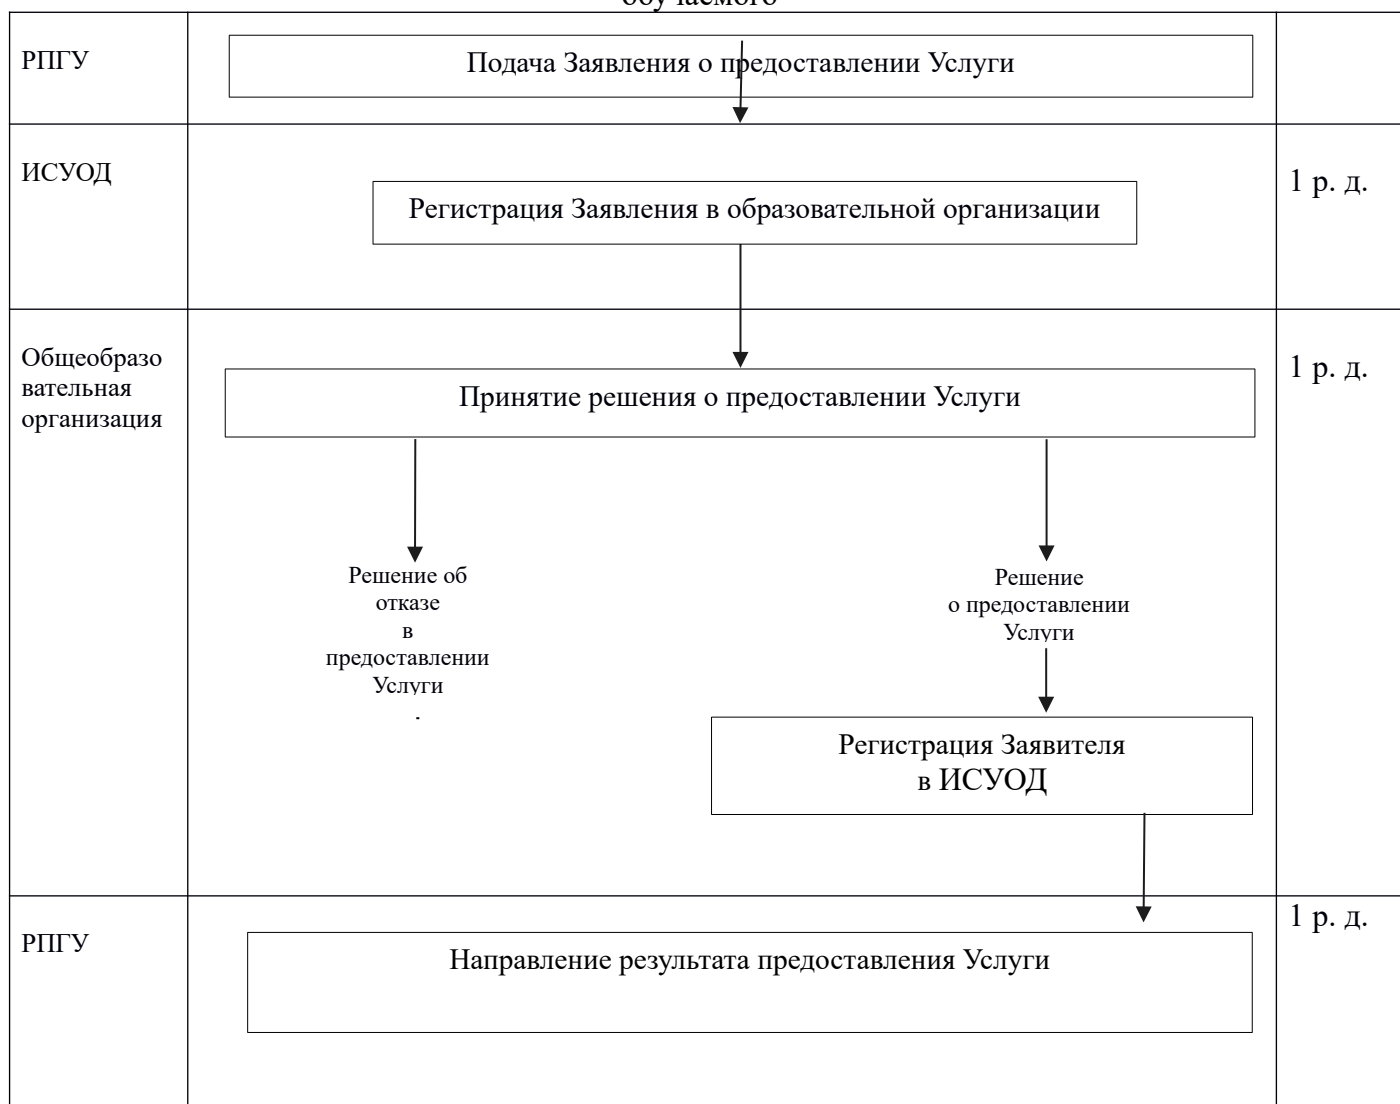 обучаемого
РПГУ
Подача Заявления о предоставлении Услуги
ИСУОД
Регистрация Заявления в образовательной организации
1 р. д.
Общеобразо
вательная
организация
Принятие решения о предоставлении Услуги
1 р. д.
Решение об
отказе
в
предоставлении
Услуги
.
Решение
о предоставлении
Услуги
Регистрация Заявителя
в ИСУОД
РПГУ
Направление результата предоставления Услуги
1 р. д.